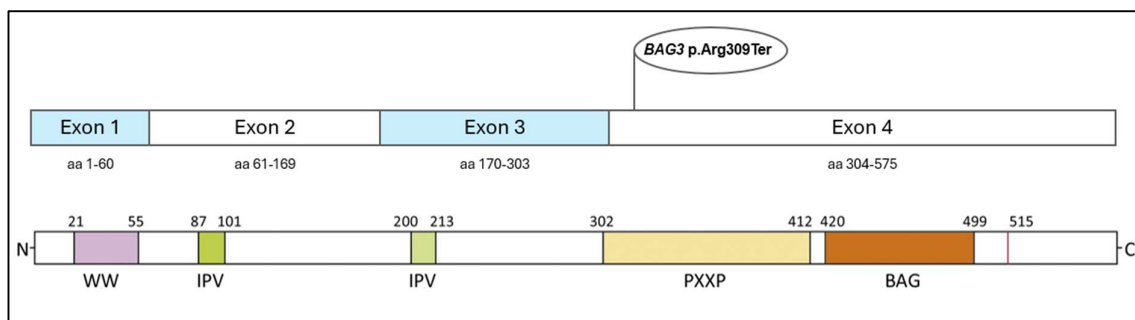 BAG3 p.Arg309Ter
Exon 1 Exon 2 Exon 3 Exon 4
aa 1-60 aa 61-169 aa 170-303 aa 304-575
21 55 87 101 200 213 302 412 420 499 515
N C
WW IPV IPV PXXP BAG